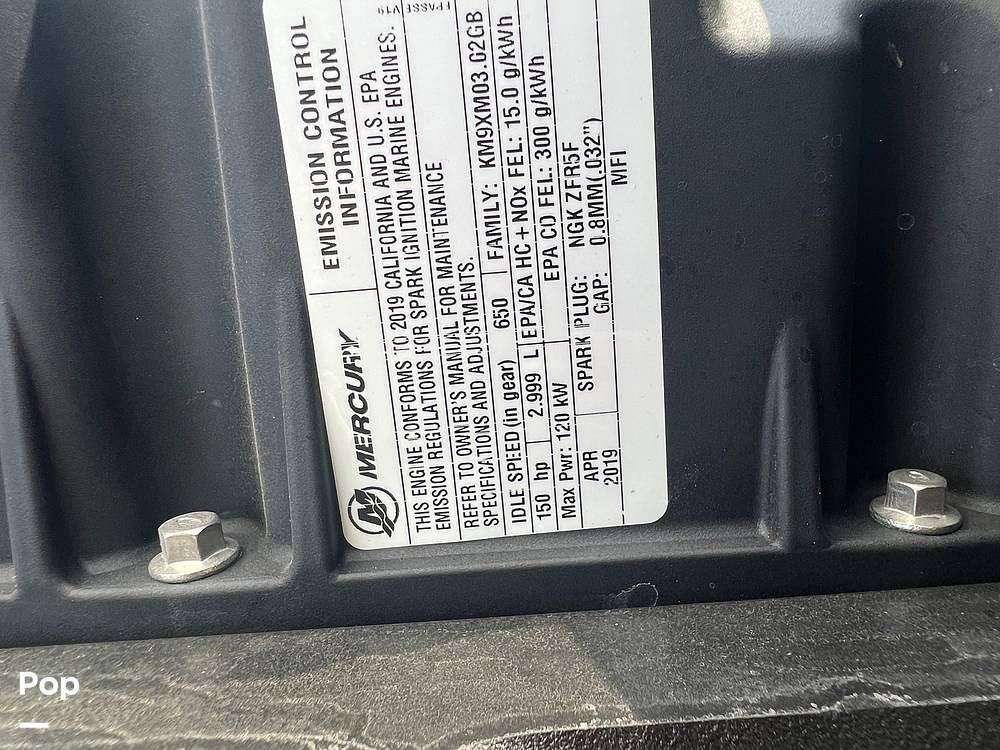 EPASSE V19
EMISSION CONTROL
INFORMATION
MERCURY
THIS ENGINE CONFORMS TO 2019 CALIFORNIA AND U.S. EPA
EMISSION REGULATIONS FOR SPARK IGNITION MARINE ENGINES.
REFER TO OWNER'S MANUAL FOR MAINTENANCE
SPECIFICATIONS AND ADJUSTMENTS.
IDLE SPEED (in gear) 650 FAMILY: KM9XM03.02GB
150 hp 2.999 L EPA/CA HC+NOx FEL: 15.0 g/kWh
Max Pwr: 120 kW EPA CO FEL: 300 g/kWh
APR
2019
SPARK PLUG: NGK ZFR5F
GAP: 0.8MM(.032")
MFI
Pop